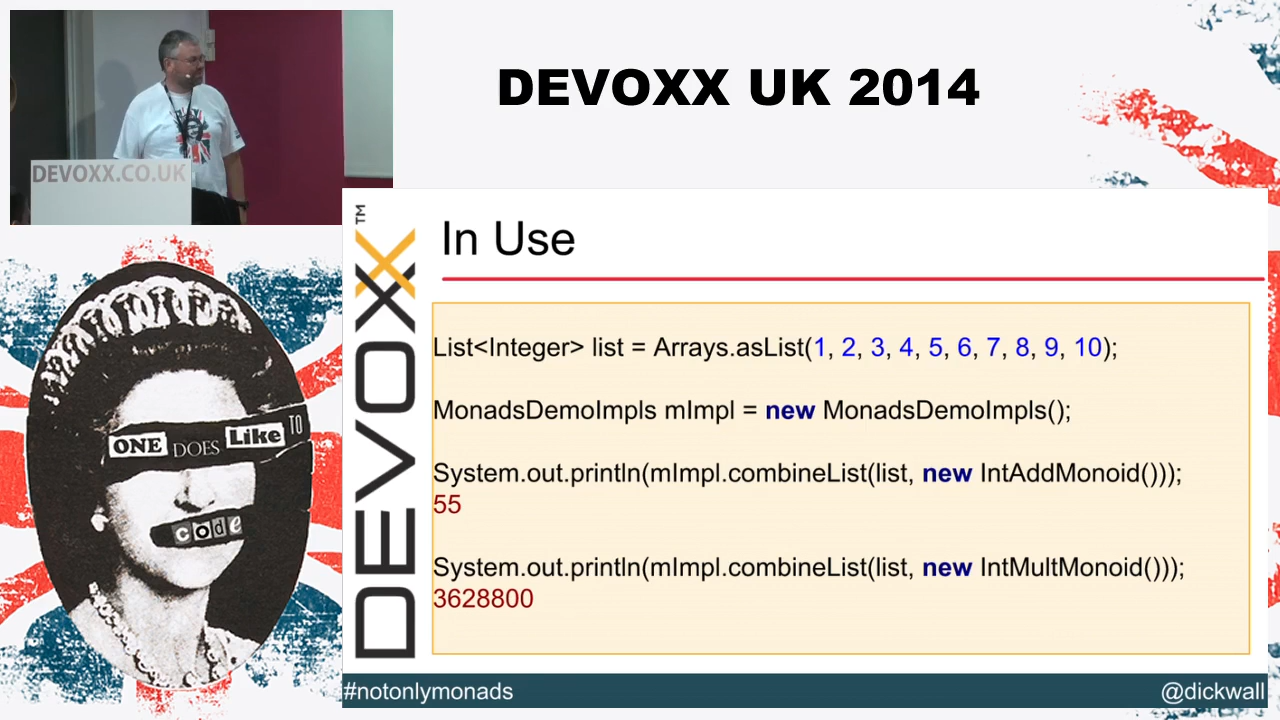 DEVOXX UK 2014
DEVOXX.CO.UK
DEVOXX™
In Use
List<Integer> list = Arrays.asList(1, 2, 3, 4, 5, 6, 7, 8, 9, 10);
MonadsDemoImpls mImpl = new MonadsDemoImpls();
System.out.println(mImpl.combineList(list, new IntAddMonoid()));
55
System.out.println(mImpl.combineList(list, new IntMultMonoid()));
3628800
ONE DOES Like TO
code
#notonlymonads
@dickwall